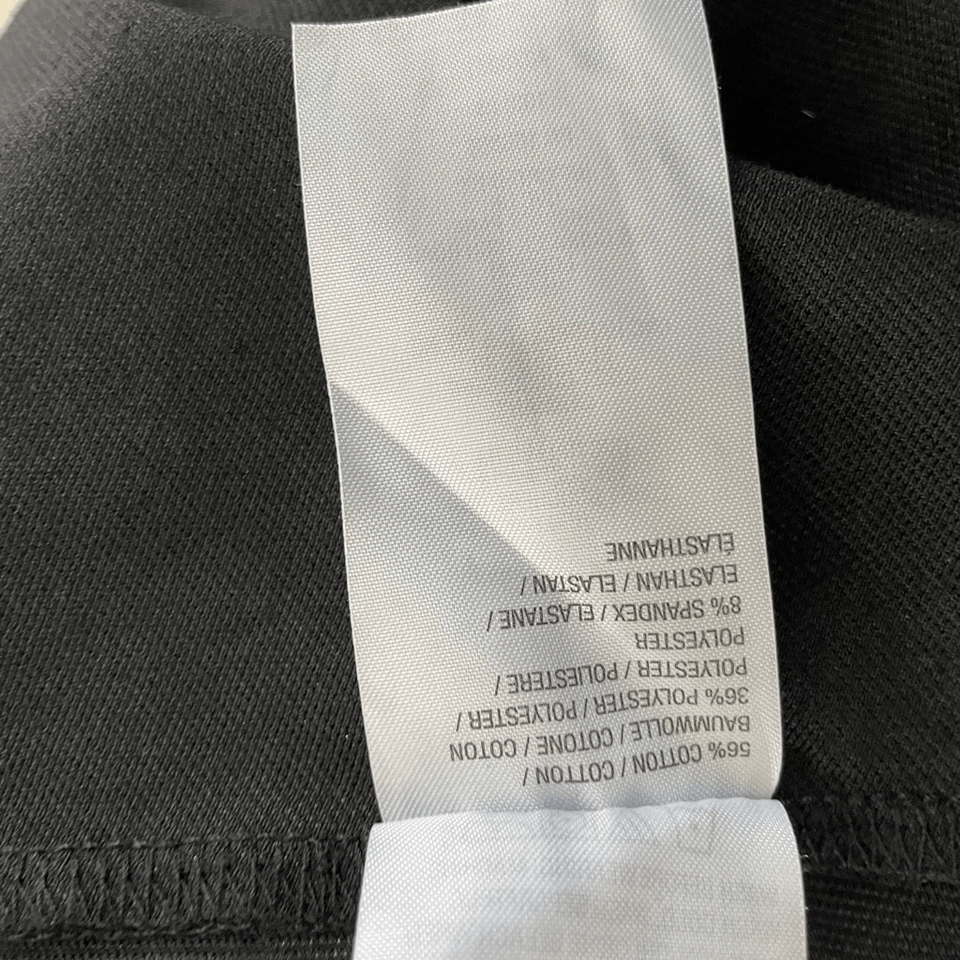 56% COTTON / COTTON /
BAUMWOLLE / COTONE / COTON
36% POLYESTER / POLYESTER /
POLYESTER / POLIESTERE /
POLYESTER
8% SPANDEX / ELASTANE /
ELASTHAN / ELASTAN /
ÉLASTHANNE